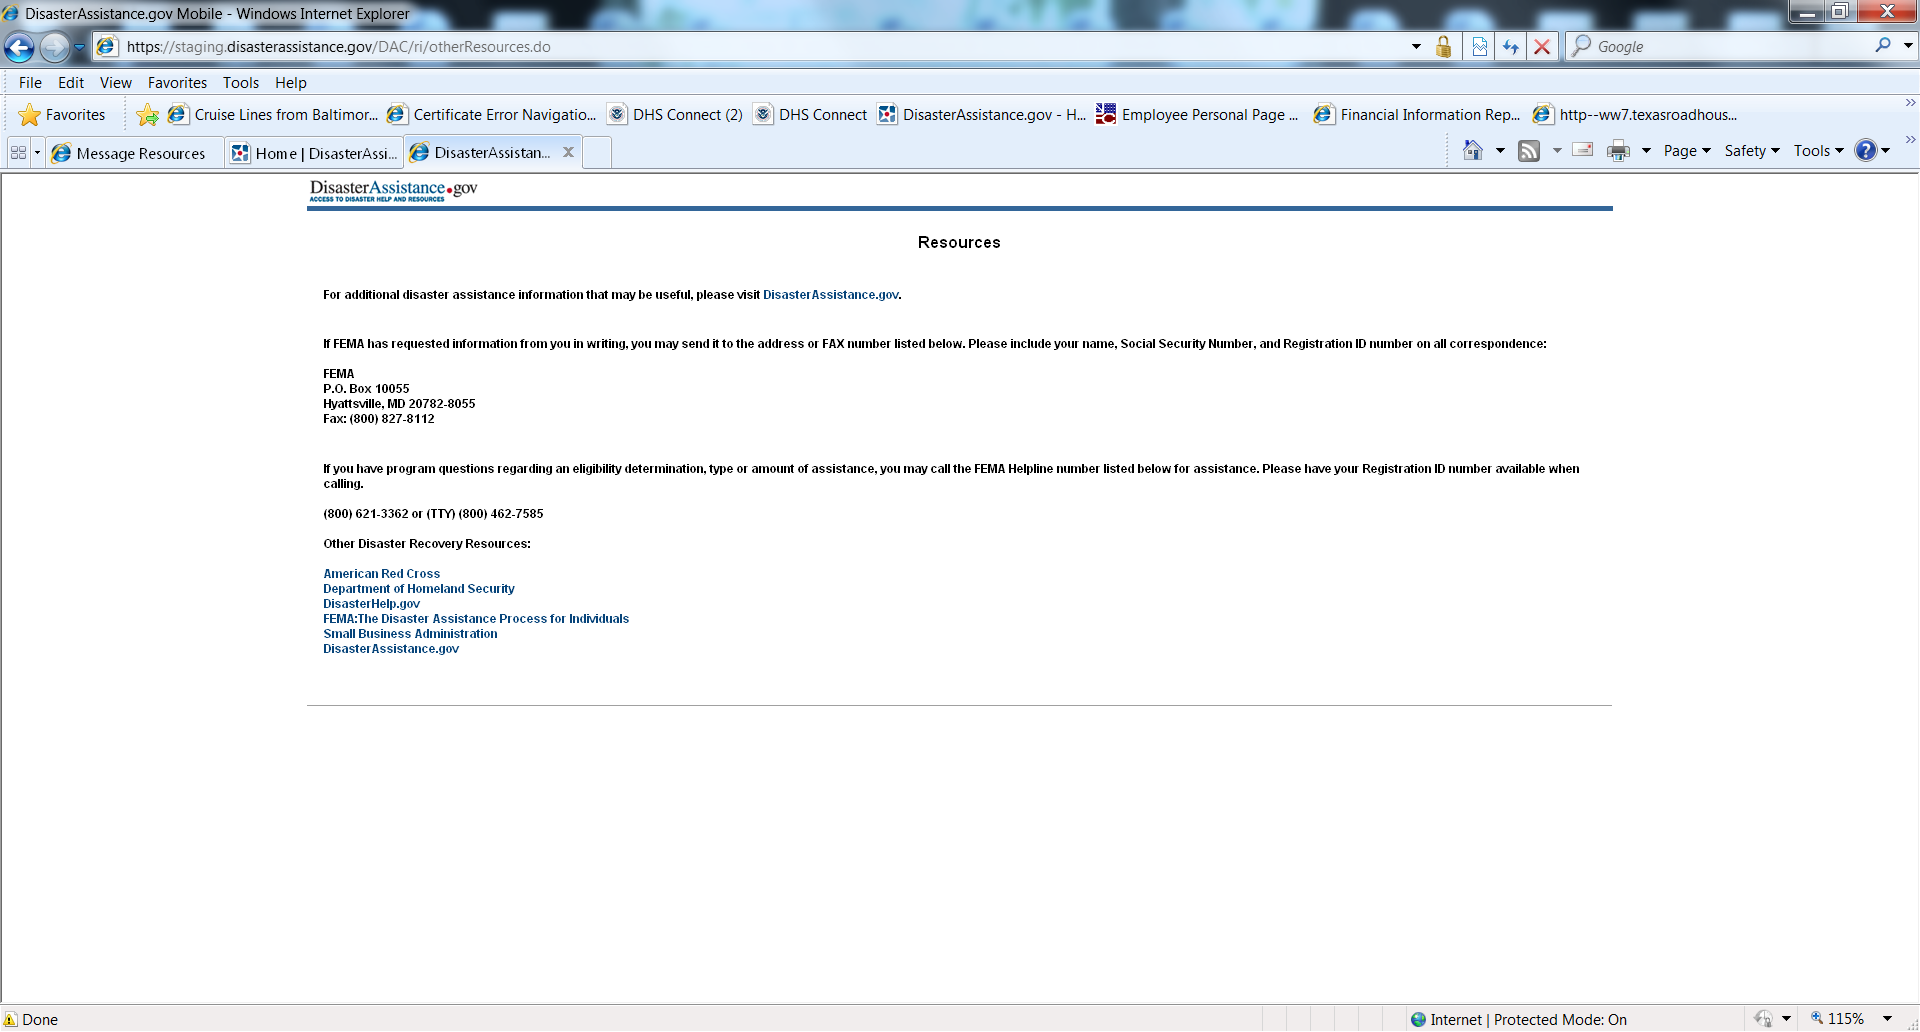 DisasterAssistance.gov Mobile - Windows Internet Explorer
https://staging.disasterassistance.gov/DAC/ri/otherResources.do
Google
File Edit View Favorites Tools Help
Favorites Cruise Lines from Baltimor... Certificate Error Navigatio... DHS Connect (2) DHS Connect DisasterAssistance.gov - H... Employee Personal Page ... Financial Information Rep... http--ww7.texasroadhous...
Message Resources Home | DisasterAssi... DisasterAssistan... Page Safety Tools
DisasterAssistance.gov
ACCESS TO DISASTER HELP AND RESOURCES
Resources
For additional disaster assistance information that may be useful, please visit DisasterAssistance.gov.
If FEMA has requested information from you in writing, you may send it to the address or FAX number listed below. Please include your name, Social Security Number, and Registration ID number on all correspondence:
FEMA
P.O. Box 10055
Hyattsville, MD 20782-8055
Fax: (800) 827-8112
If you have program questions regarding an eligibility determination, type or amount of assistance, you may call the FEMA Helpline number listed below for assistance. Please have your Registration ID number available when
calling.
(800) 621-3362 or (TTY) (800) 462-7585
Other Disaster Recovery Resources:
American Red Cross
Department of Homeland Security
DisasterHelp.gov
FEMA:The Disaster Assistance Process for Individuals
Small Business Administration
DisasterAssistance.gov
Done
Internet | Protected Mode: On
115%